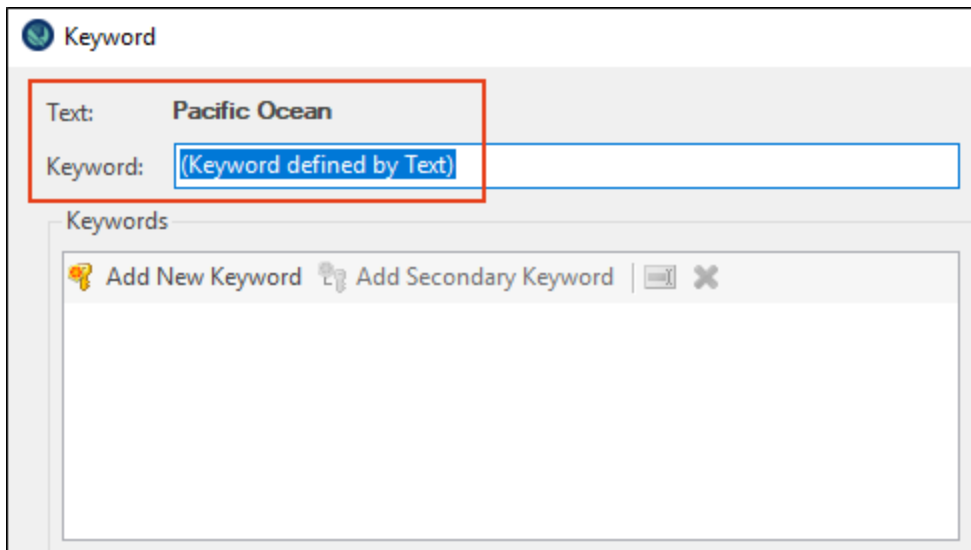 Keyword
Text: Pacific Ocean
Keyword: (Keyword defined by Text)
Keywords
Add New Keyword Add Secondary Keyword